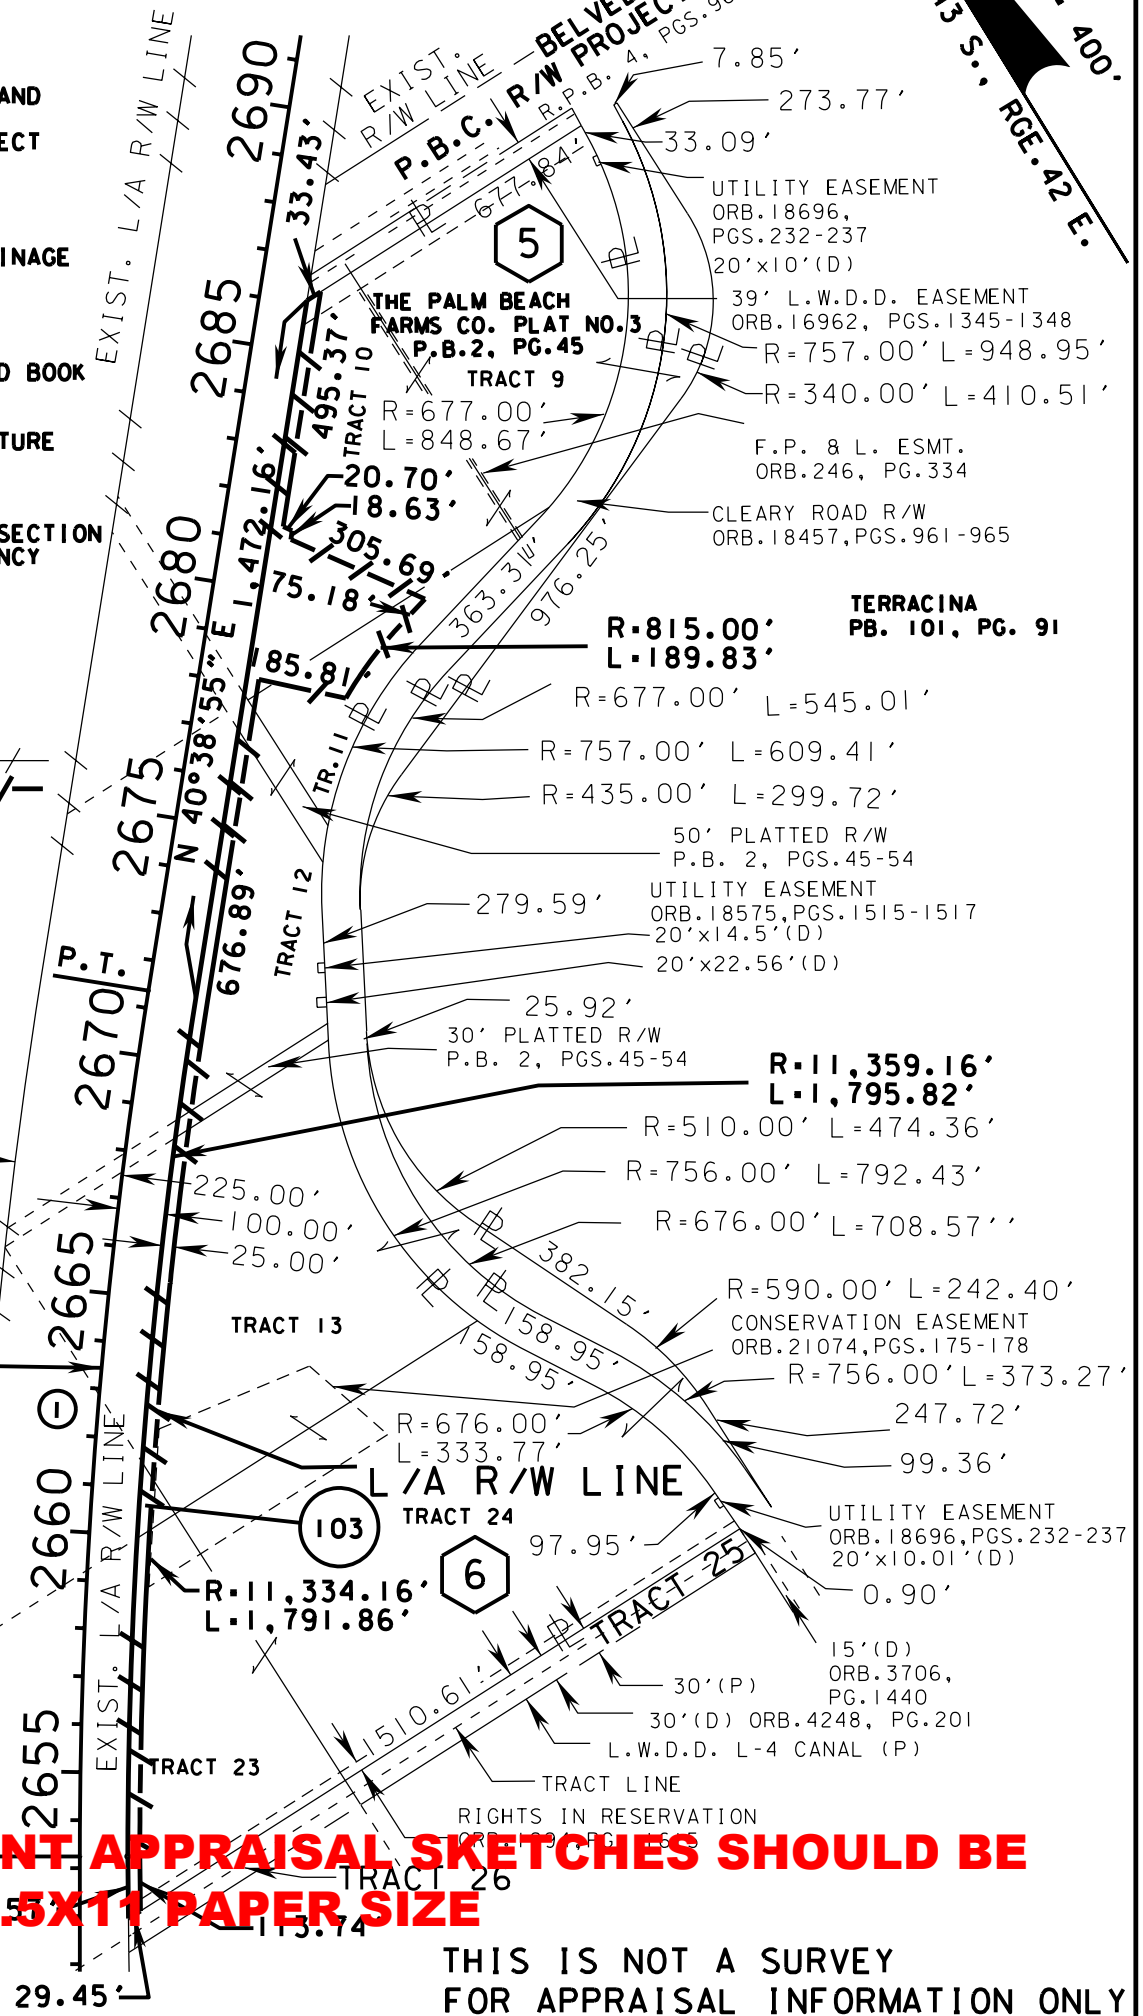 AND
ECT
INAGE
D BOOK
TURE
SECTION
NCY
EXIST. L/A R/W LINE
2690
2685
2680
2675
2670
2665
2660
2655
EXIST.
R/W LINE
P.B.C. R/W PROJECT
R.P.B. 4, PGS.
13 S., RGE.42 E.
400'
7.85'
273.77'
33.09'
33.43'
677.84'
UTILITY EASEMENT
ORB.18696,
PGS.232-237
20'x10'(D)
5
39' L.W.D.D. EASEMENT
ORB.16962, PGS.1345-1348
THE PALM BEACH
FARMS CO. PLAT NO.3
P.B.2, PG.45
TRACT 9
TRACT 10
495.37'
R=757.00' L=948.95'
R=340.00' L=410.51'
R=677.00'
L=848.67'
F.P. & L. ESMT.
ORB.246, PG.334
20.70'
18.63'
305.69'
75.18'
CLEARY ROAD R/W
ORB.18457,PGS.961-965
N 40°38'55" E 1,472.16'
363.31'
976.25'
TERRACINA
PB. 101, PG. 91
R=815.00'
L=189.83'
185.81'
R=677.00' L=545.01'
TR.11
R=757.00' L=609.41'
R=435.00' L=299.72'
50' PLATTED R/W
P.B. 2, PGS.45-54
676.89'
TRACT 12
279.59'
UTILITY EASEMENT
ORB.18575,PGS.1515-1517
20'x14.5'(D)
20'x22.56'(D)
P.T.
25.92'
30' PLATTED R/W
P.B. 2, PGS.45-54
R=11,359.16'
L=1,795.82'
R=510.00' L=474.36'
R=756.00' L=792.43'
225.00'
100.00'
25.00'
R=676.00' L=708.57''
382.15'
R=590.00' L=242.40'
TRACT 13
158.95'
158.95'
CONSERVATION EASEMENT
ORB.21074,PGS.175-178
R=756.00' L=373.27'
R=676.00'
L=333.77'
247.72'
99.36'
L/A R/W LINE
EXIST. L/A R/W LINE
103
TRACT 24
6
97.95'
UTILITY EASEMENT
ORB.18696,PGS.232-237
20'x10.01'(D)
0.90'
R=11,334.16'
L=1,791.86'
TRACT 25
15'(D)
ORB.3706,
PG.1440
1510.61'
30'(P)
30'(D) ORB.4248, PG.201
L.W.D.D. L-4 CANAL (P)
TRACT 23
TRACT LINE
RIGHTS IN RESERVATION
NT APPRAISAL SKETCHES SHOULD BE
TRACT 26
.5X11 PAPER SIZE
113.74'
29.45'
THIS IS NOT A SURVEY
FOR APPRAISAL INFORMATION ONLY